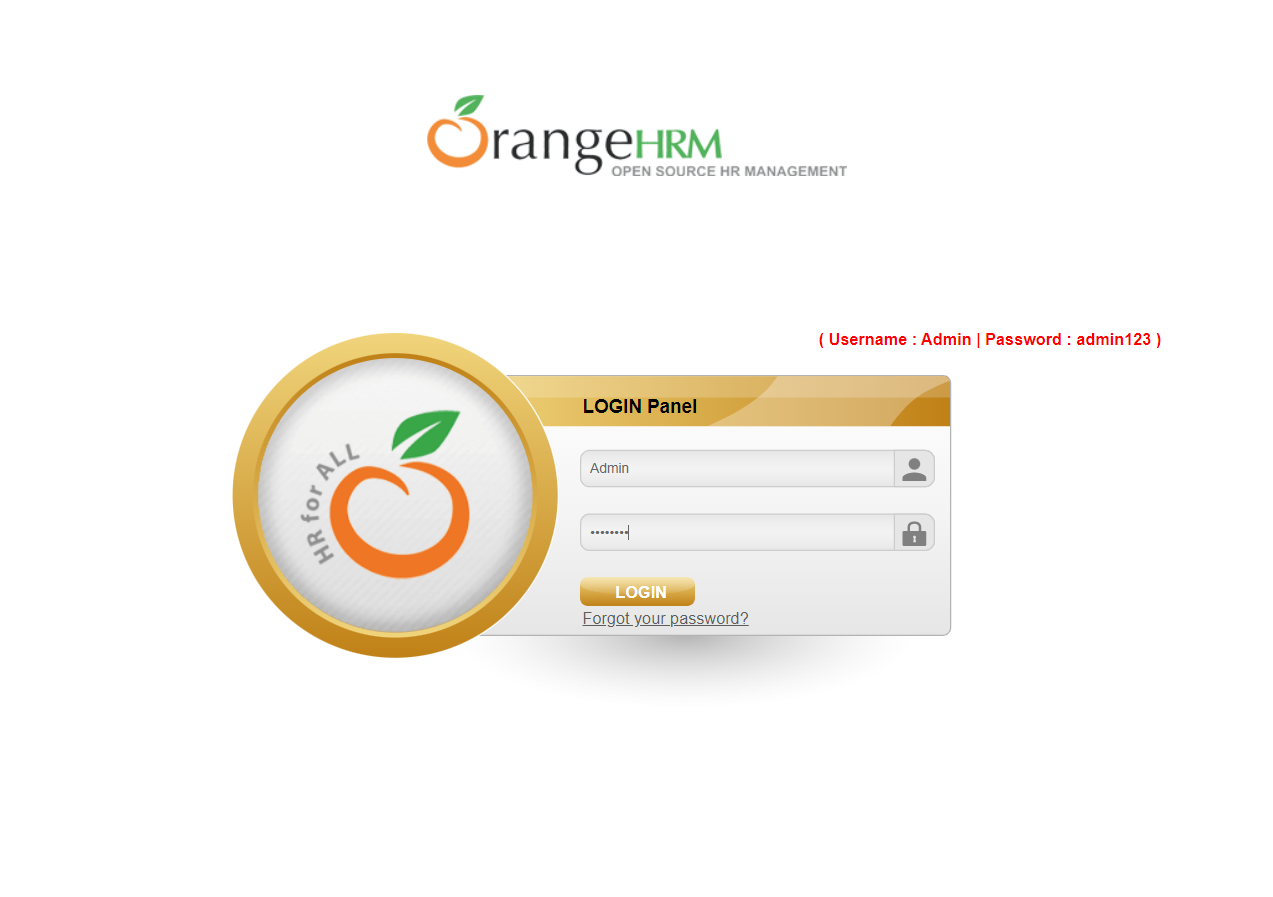 OrangeHRM
OPEN SOURCE HR MANAGEMENT
( Username : Admin | Password : admin123 )
LOGIN Panel
HR for ALL
Admin
••••••••
LOGIN
Forgot your password?